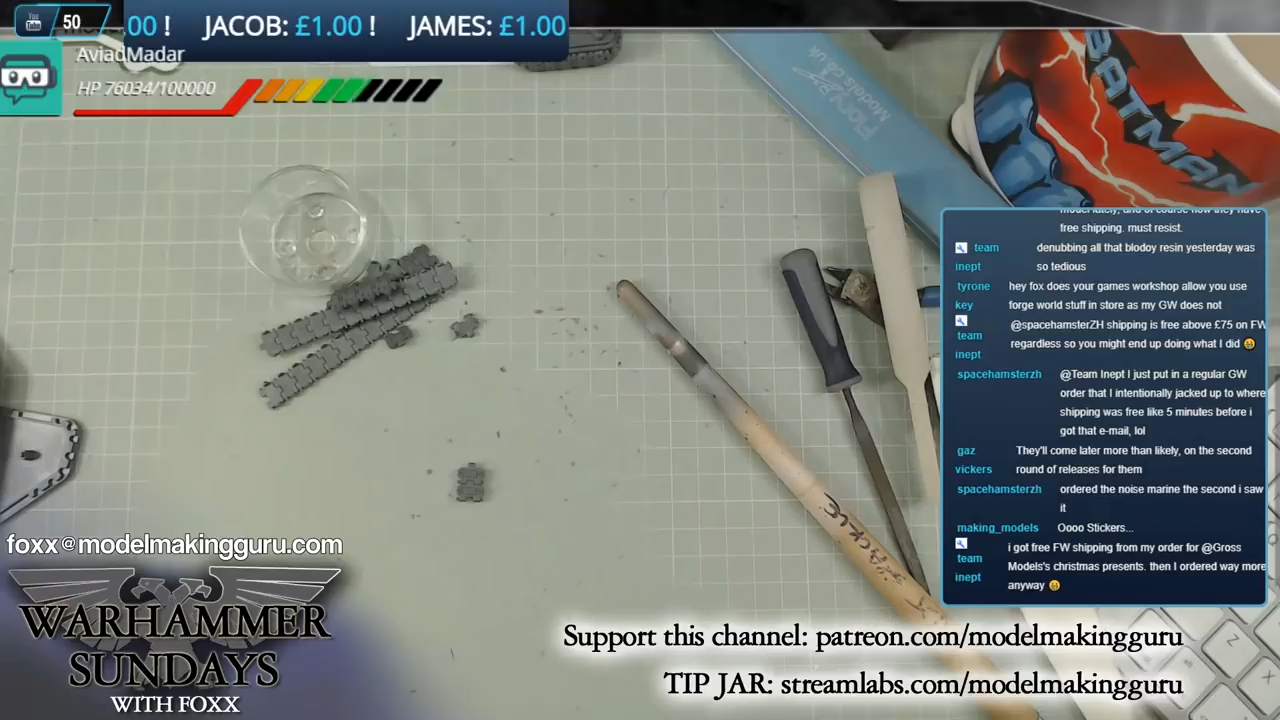 You Tube
50
.00 ! JACOB: £1.00 ! JAMES: £1.00
AviadMadar
HP 76034/100000
Flory Models.co.uk
BATMAN
free shipping. must resist.
team inept denubbing all that blodoy resin yesterday was
so tedious
tyrone key hey fox does your games workshop allow you use
forge world stuff in store as my GW does not
team inept @spacehamsterZH shipping is free above £75 on FW
regardless so you might end up doing what I did
spacehamsterzh @Team Inept I just put in a regular GW
order that I intentionally jacked up to where
shipping was free like 5 minutes before i
got that e-mail, lol
gaz vickers They'll come later more than likely, on the second
round of releases for them
spacehamsterzh ordered the noise marine the second i saw
it
making_models Oooo Stickers...
team inept i got free FW shipping from my order for @Gross
Models's christmas presents. then I ordered way more
anyway
foxx@modelmakingguru.com
WARHAMMER
SUNDAYS
WITH FOXX
Support this channel: patreon.com/modelmakingguru
TIP JAR: streamlabs.com/modelmakingguru
Z
X